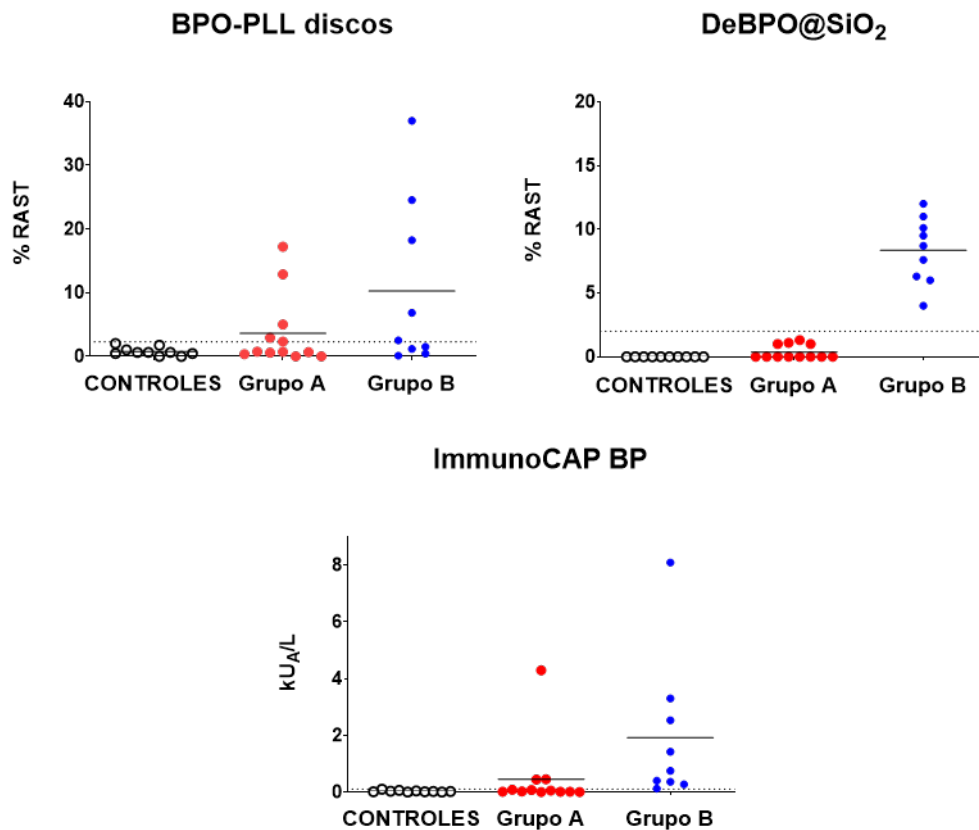 BPO-PLL discos
% RAST
40
30
20
10
0
CONTROLES Grupo A Grupo B
DeBPO@SiO₂
% RAST
20
15
10
5
0
CONTROLES Grupo A Grupo B
ImmunoCAP BP
kU_A/L
8
6
4
2
0
CONTROLES Grupo A Grupo B